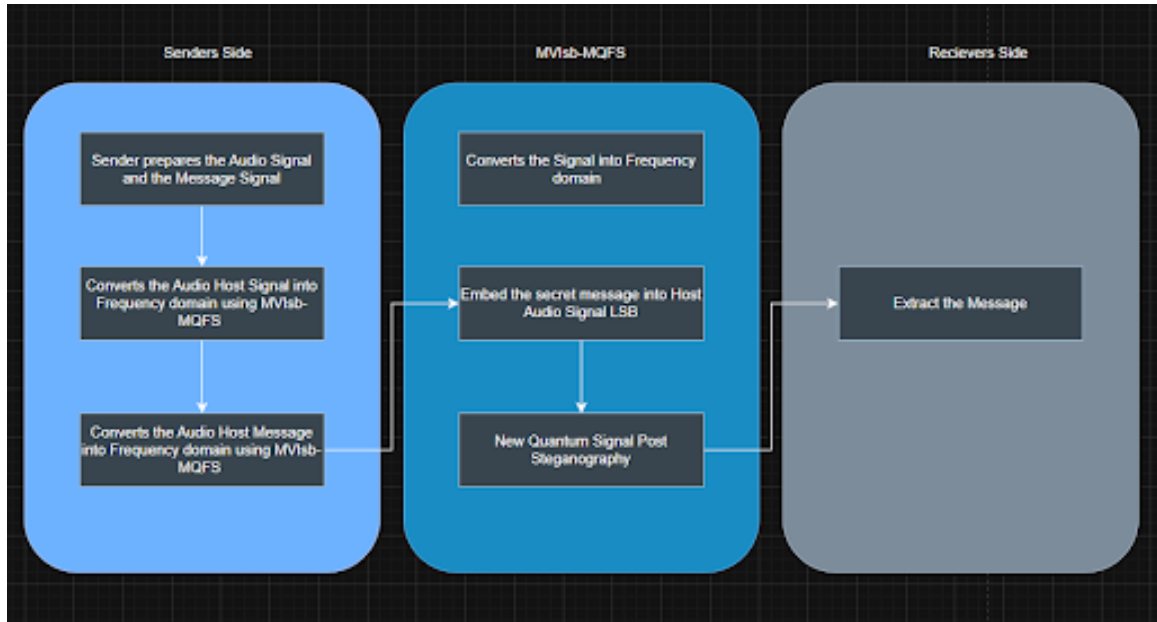 Senders Side
MVlsb-MQFS
Recievers Side
Sender prepares the Audio Signal
and the Message Signal
Converts the Audio Host Signal into
Frequency domain using MVlsb-
MQFS
Converts the Audio Host Message
into Frequency domain using MVlsb-
MQFS
Converts the Signal into Frequency
domain
Embed the secret message into Host
Audio Signal LSB
New Quantum Signal Post
Steganography
Extract the Message